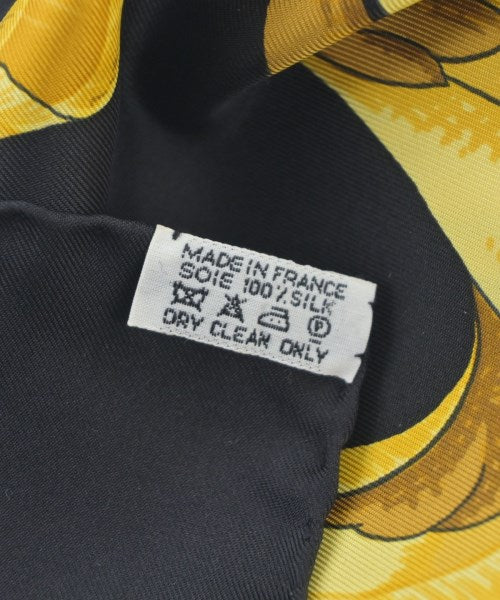 MADE IN FRANCE
SOIE 100% SILK
P
DRY CLEAN ONLY